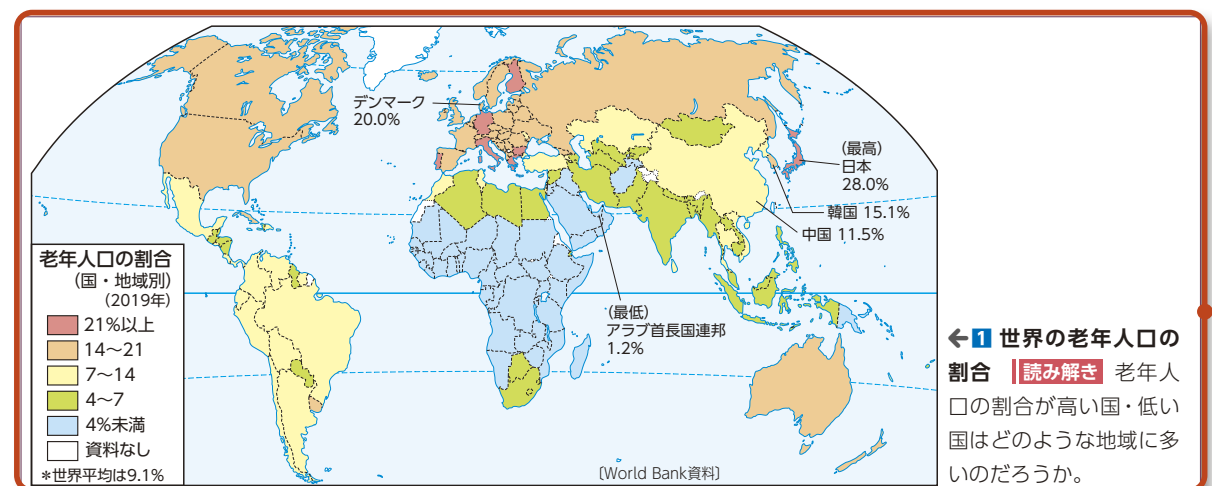 デンマーク
20.0%
(最高)
日本
28.0%
韓国 15.1%
中国 11.5%
(最低)
アラブ首長国連邦
1.2%
老年人口の割合
(国・地域別)
(2019年)
21%以上
14〜21
7〜14
4〜7
4%未満
資料なし
*世界平均は9.1%
〔World Bank資料〕
←1 世界の老年人口の
割合 読み解き 老年人
口の割合が高い国・低い
国はどのような地域に多
いのだろうか。